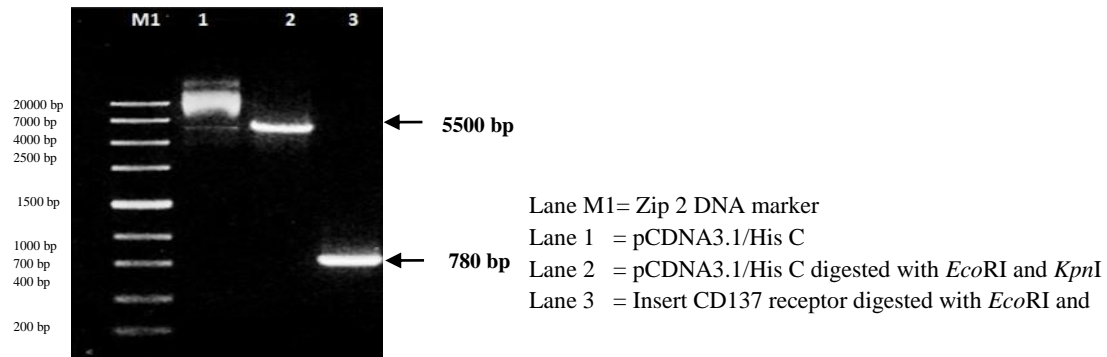 M1 1 2 3
20000 bp
7000 bp
4000 bp
2500 bp
1500 bp
1000 bp
700 bp
400 bp
200 bp
5500 bp
780 bp
Lane M1= Zip 2 DNA marker
Lane 1 = pCDNA3.1/His C
Lane 2 = pCDNA3.1/His C digested with EcoRI and KpnI
Lane 3 = Insert CD137 receptor digested with EcoRI and